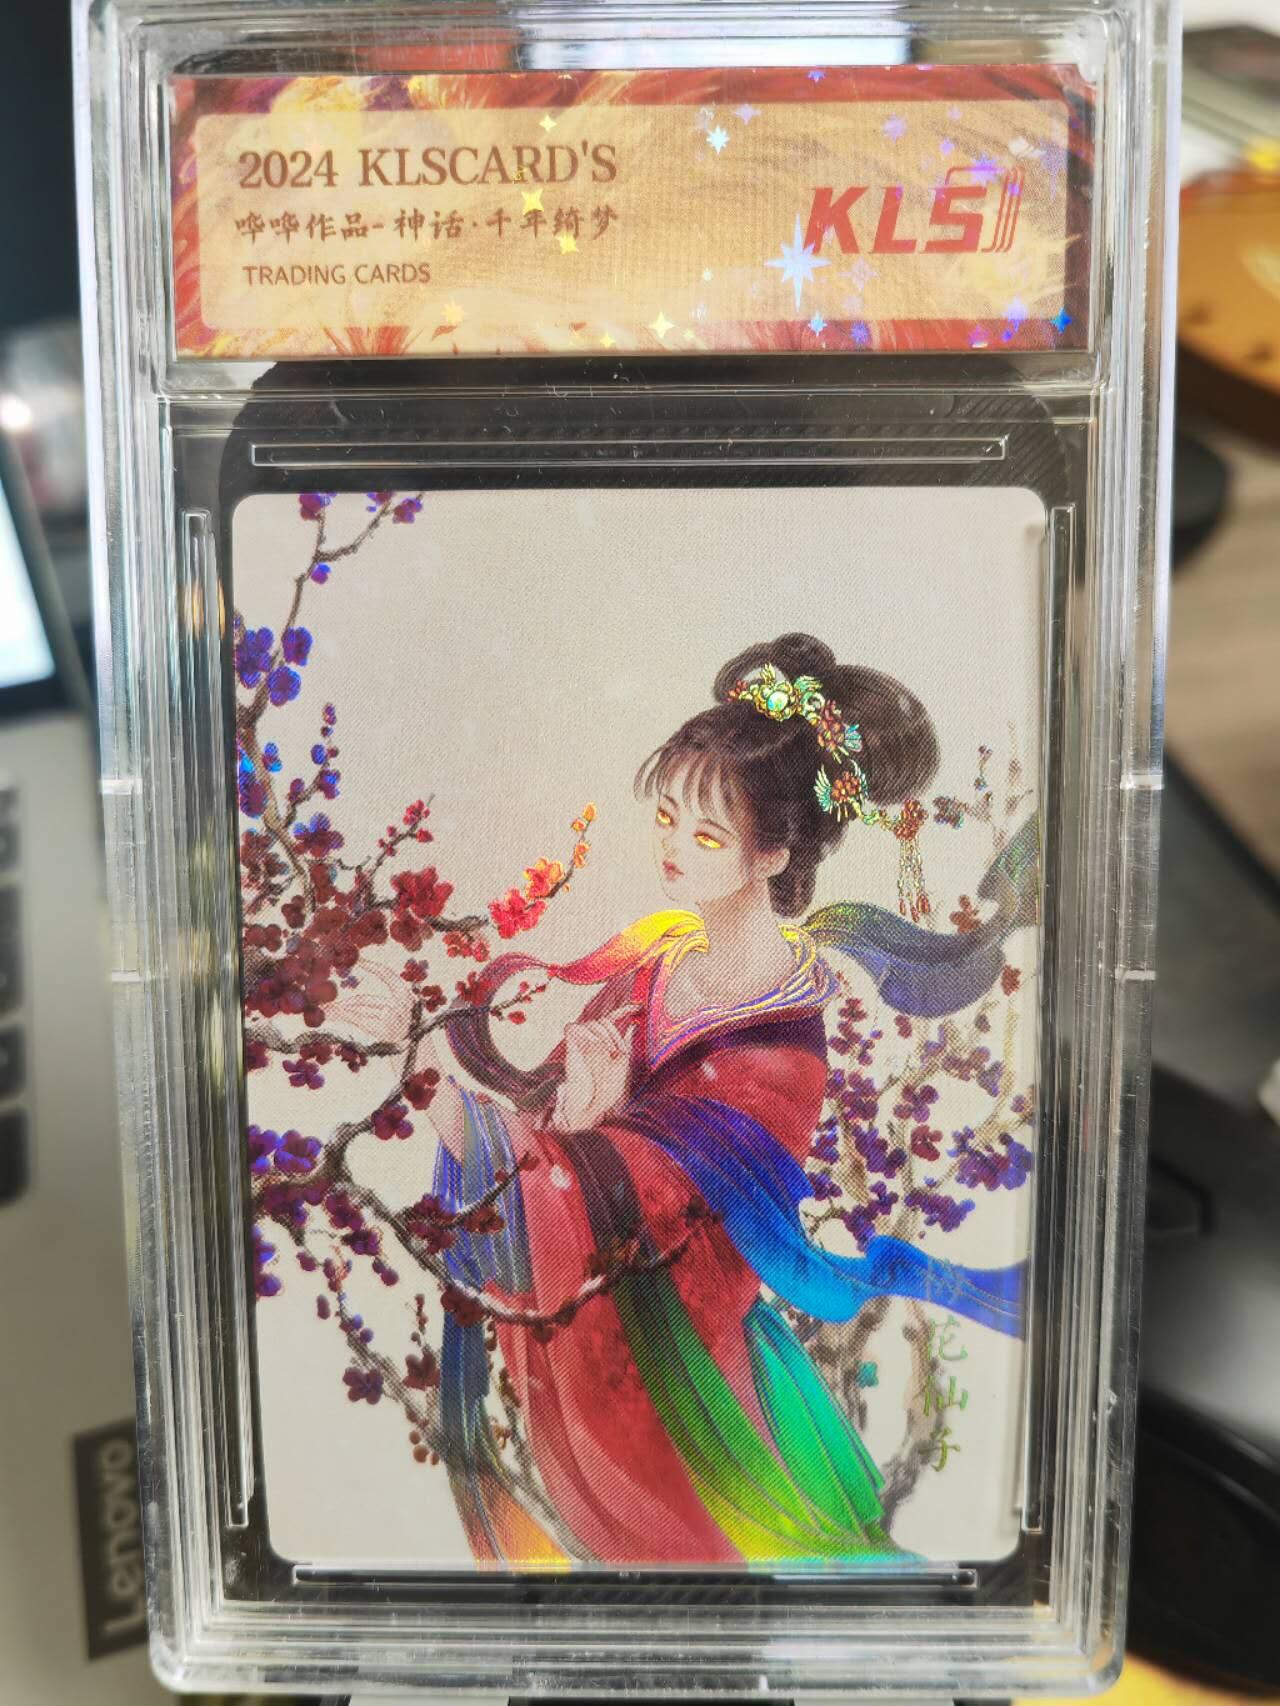 2024 KLSCARD'S
哗哗作品-神话·千年绮梦
TRADING CARDS
KLS
梅花仙子
Lenovo